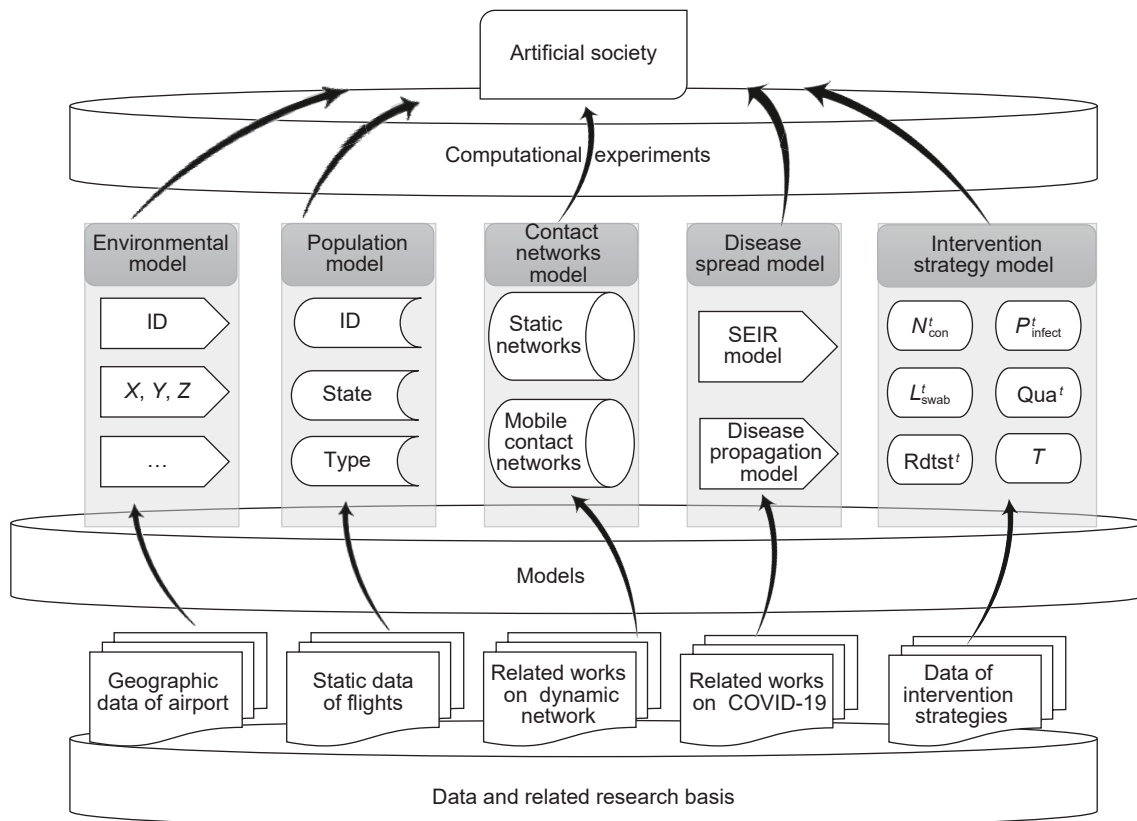 Artificial society
Computational experiments
Environmental
model
ID
X, Y, Z
…
Population
model
ID
State
Type
Contact
networks
model
Static
networks
Mobile
contact
networks
Disease
spread model
SEIR
model
Disease
propagation
model
Intervention
strategy model
N^t_con
P^t_infect
L^t_swab
Qua^t
Rdtst^t
T
Models
Geographic
data of airport
Static data
of flights
Related works
on dynamic
network
Related works
on COVID-19
Data of
intervention
strategies
Data and related research basis